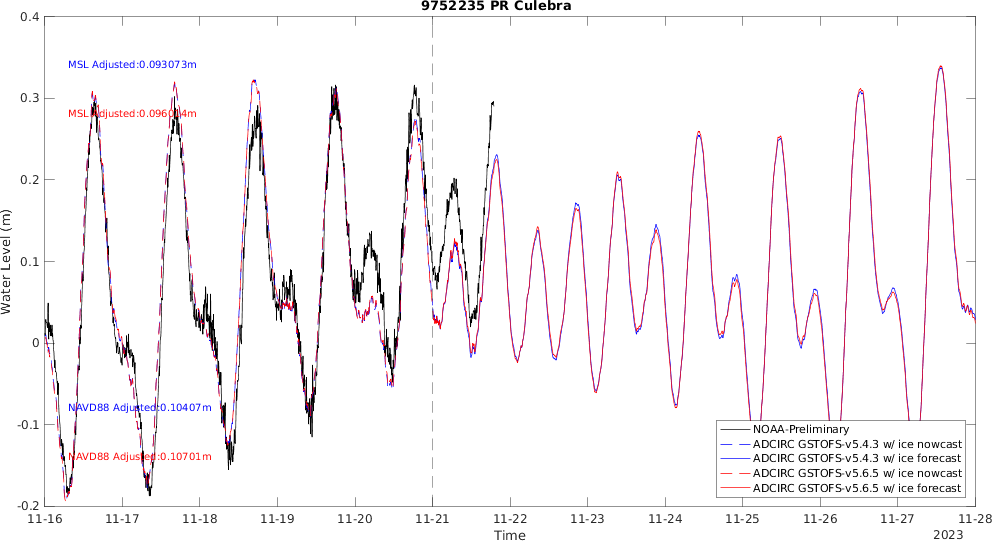 9752235 PR Culebra
0.4
0.3
0.2
0.1
0
-0.1
-0.2
Water Level (m)
MSL Adjusted:0.093073m
MSL Adjusted:
NAVD88 Adjusted:0.10407m
NAVD88 Adjusted:0.10701m
NOAA-Preliminary
ADCIRC GSTOFS-v5.4.3 w/ ice nowcast
ADCIRC GSTOFS-v5.4.3 w/ ice forecast
ADCIRC GSTOFS-v5.6.5 w/ ice nowcast
ADCIRC GSTOFS-v5.6.5 w/ ice forecast
11-16 11-17 11-18 11-19 11-20 11-21 11-22 11-23 11-24 11-25 11-26 11-27 11-28
Time
2023